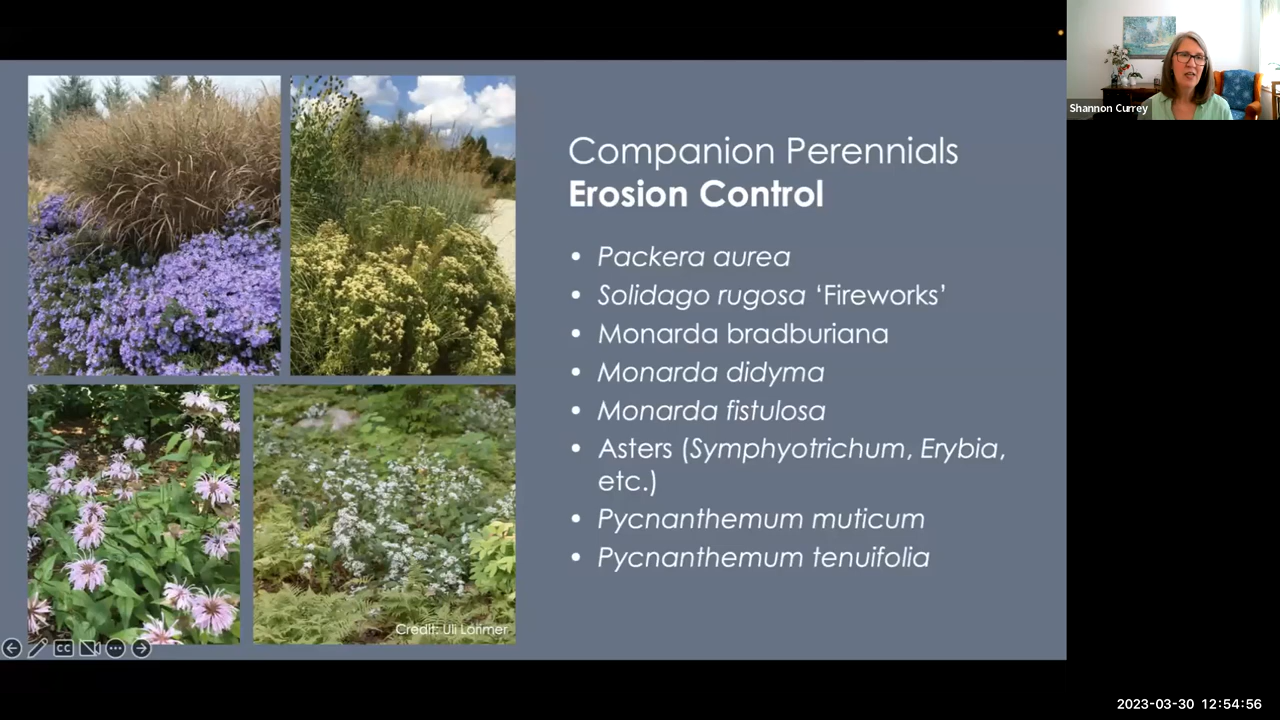 Shannon Currey
Companion Perennials
Erosion Control
• Packera aurea
• Solidago rugosa ‘Fireworks’
• Monarda bradburiana
• Monarda didyma
• Monarda fistulosa
• Asters (Symphyotrichum, Erybia,
etc.)
• Pycnanthemum muticum
• Pycnanthemum tenuifolia
Credit: Uli Lorimer
CC
2023-03-30 12:54:56